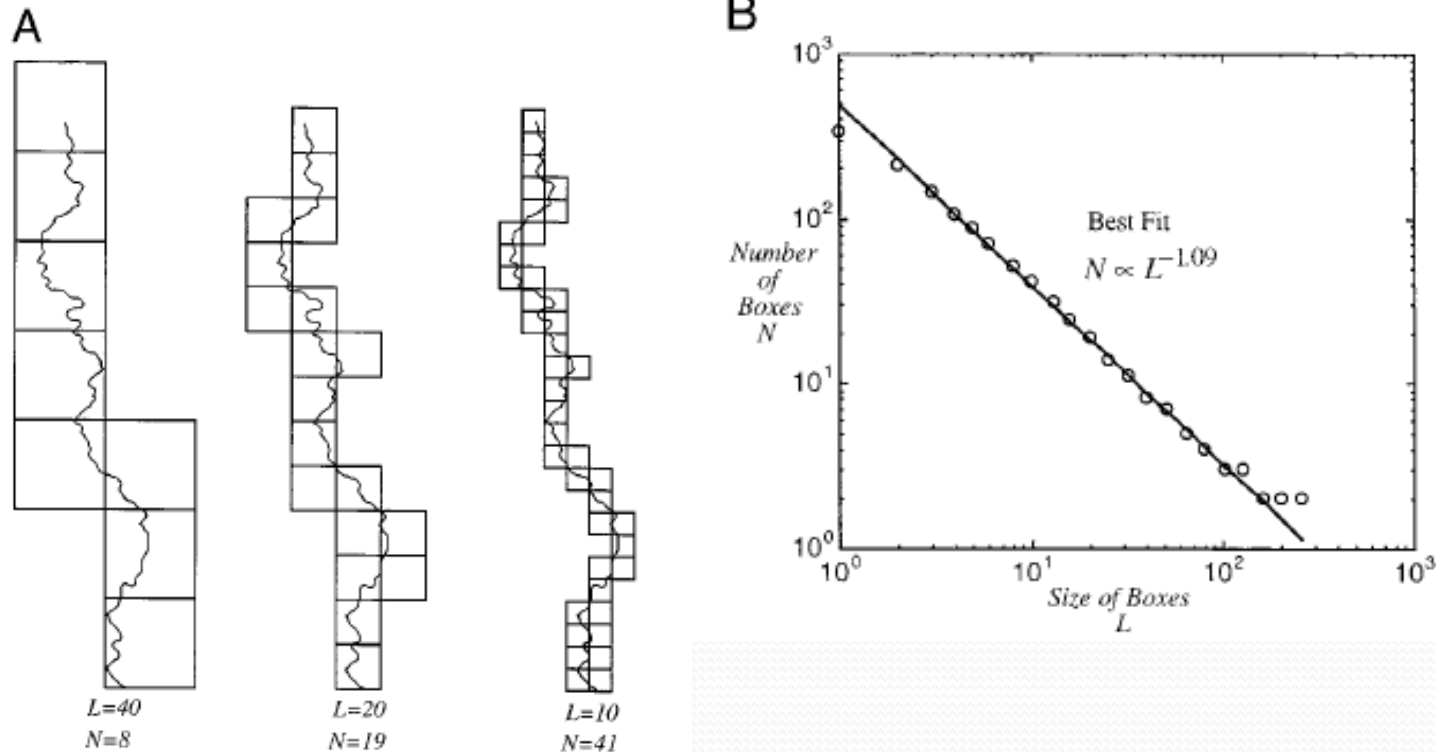 A
L=40
N=8
L=20
N=19
L=10
N=41
B
10^3
10^2
10^1
10^0
Number
of
Boxes
N
Best Fit
N ∝ L^-1.09
10^0
10^1
10^2
10^3
Size of Boxes
L